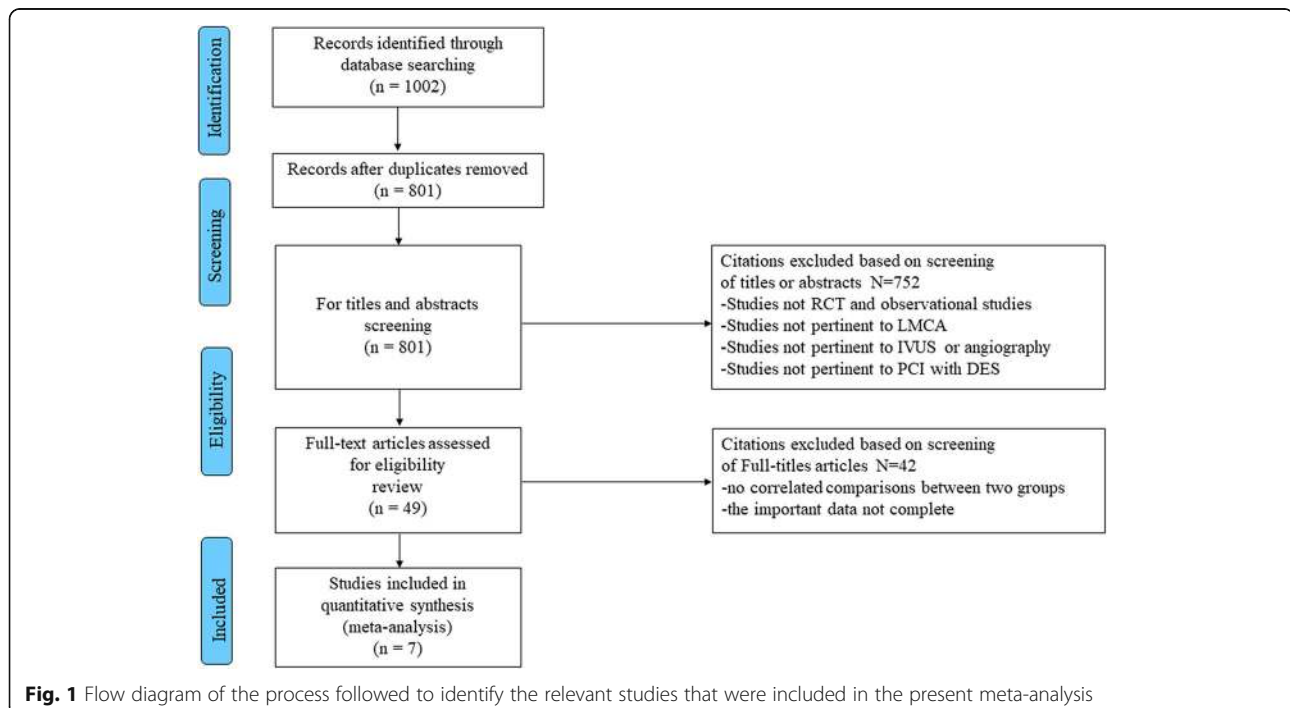 Identification
Records identified through
database searching
(n = 1002)
Records after duplicates removed
(n = 801)
Screening
For titles and abstracts
screening
(n = 801)
Citations excluded based on screening
of titles or abstracts N=752
-Studies not RCT and observational studies
-Studies not pertinent to LMCA
-Studies not pertinent to IVUS or angiography
-Studies not pertinent to PCI with DES
Eligibility
Full-text articles assessed
for eligibility
review
(n = 49)
Citations excluded based on screening
of Full-titles articles N=42
-no correlated comparisons between two groups
-the important data not complete
Included
Studies included in
quantitative synthesis
(meta-analysis)
(n = 7)
Fig. 1 Flow diagram of the process followed to identify the relevant studies that were included in the present meta-analysis